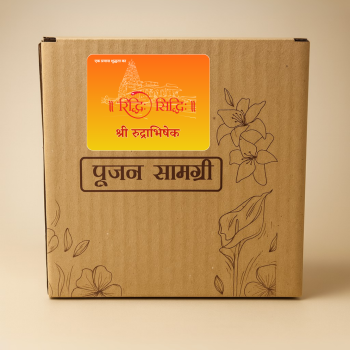 ॥ रिद्धिः सिद्धिः ॥
श्री रुद्राभिषेक
पूजन सामग्री